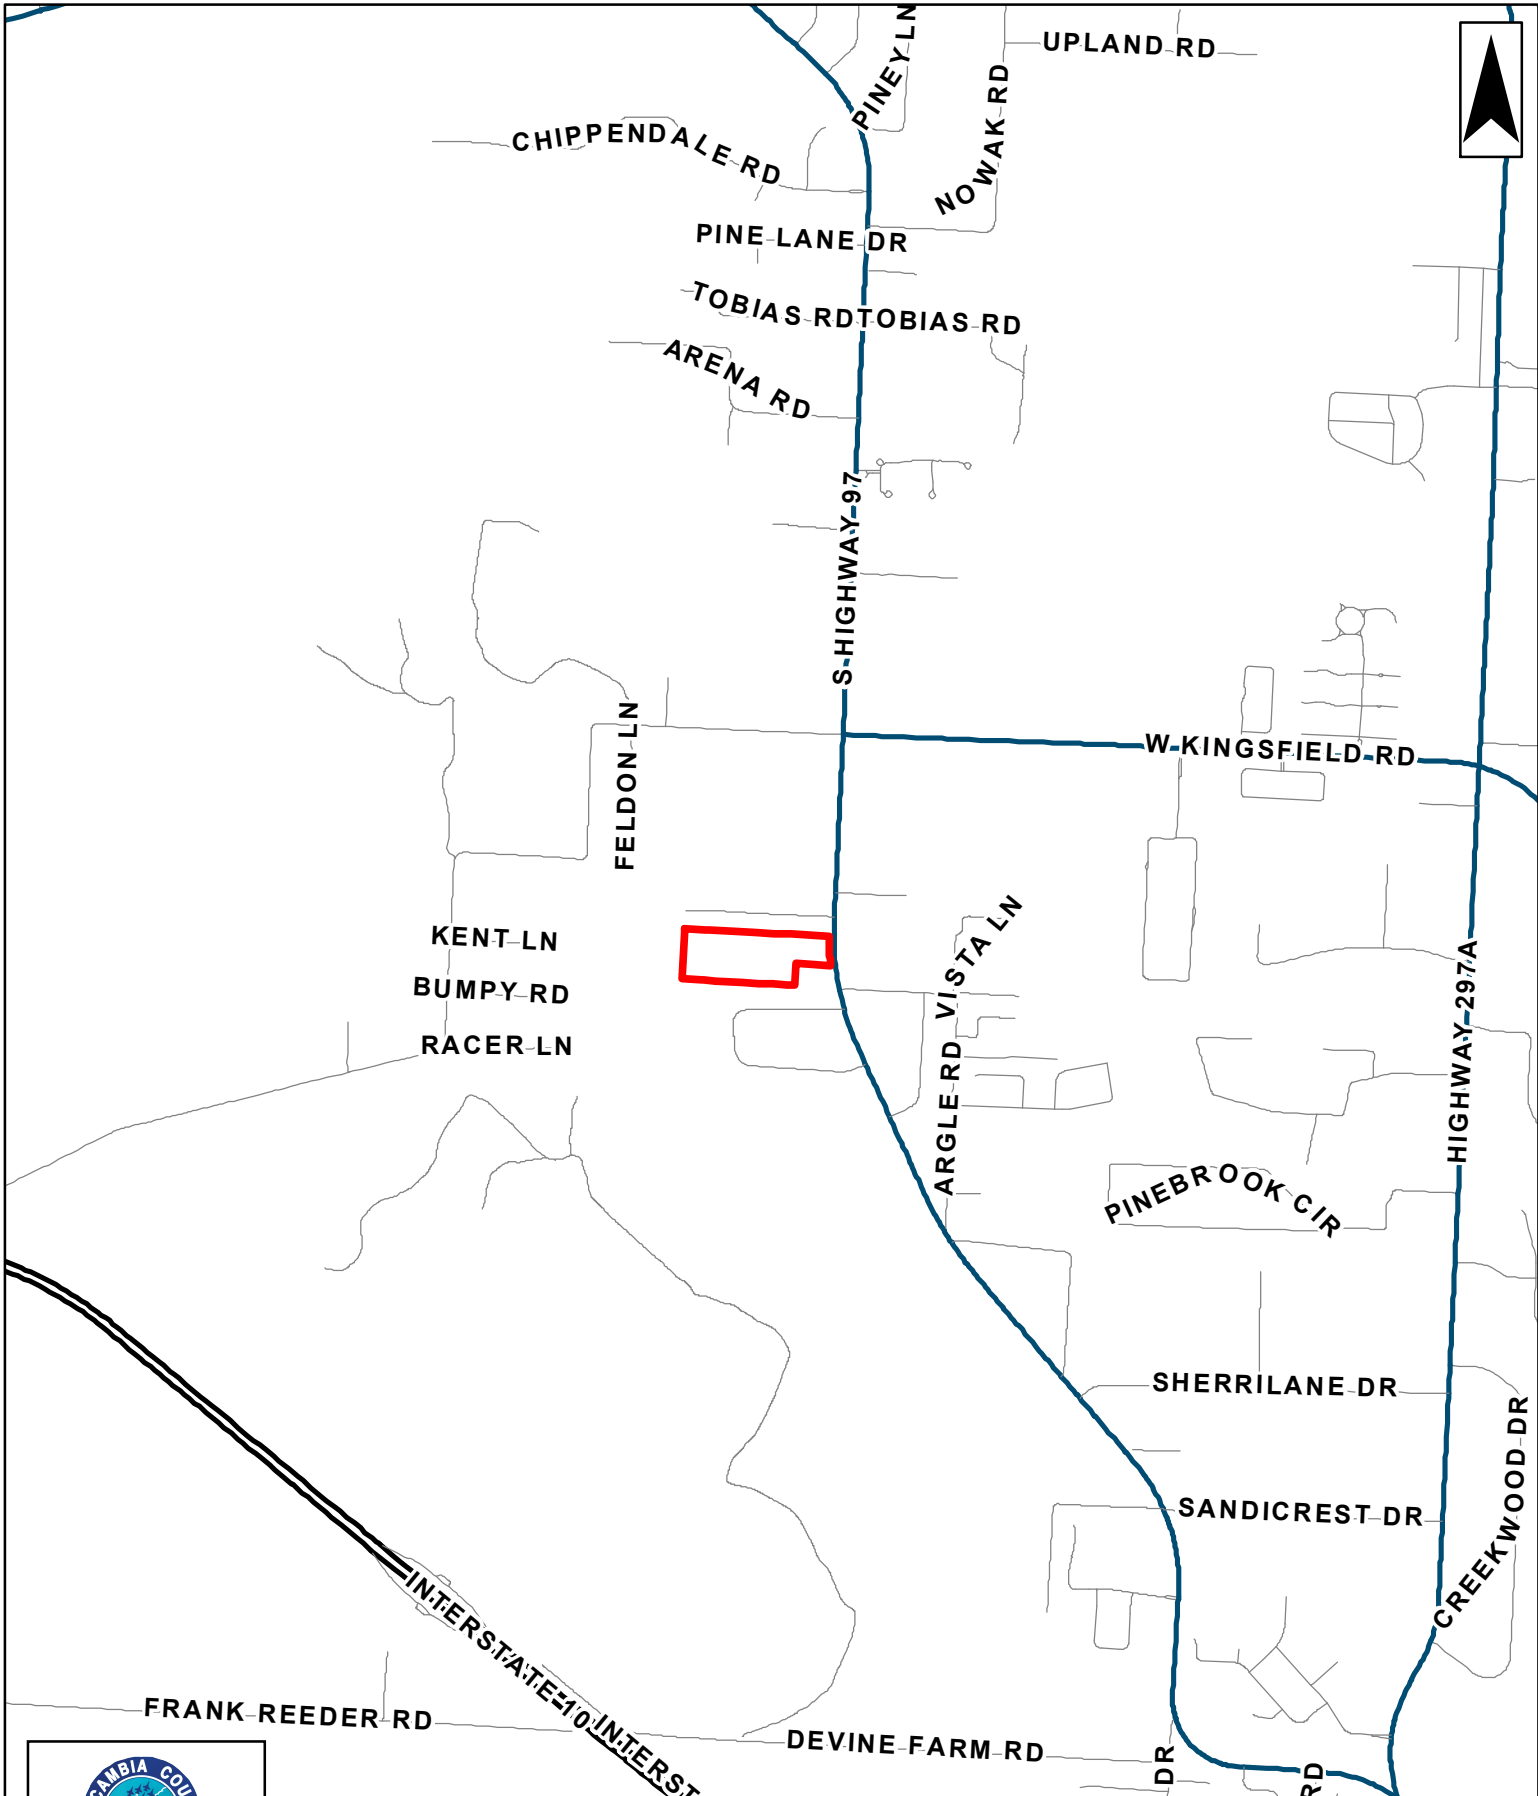 PINEY LN
UPLAND RD
NOWAK RD
CHIPPENDALE RD
PINE LANE DR
TOBIAS RD
TOBIAS RD
ARENA RD
S HIGHWAY 97
W KINGSFIELD RD
FELDON LN
KENT LN
BUMPY RD
RACER LN
VISTA LN
ARGLE RD
HIGHWAY 297A
PINEBROOK CIR
SHERRILANE DR
CREEKWOOD DR
SANDICREST DR
INTERSTATE 10
FRANK REEDER RD
DEVINE FARM RD
DR
RD